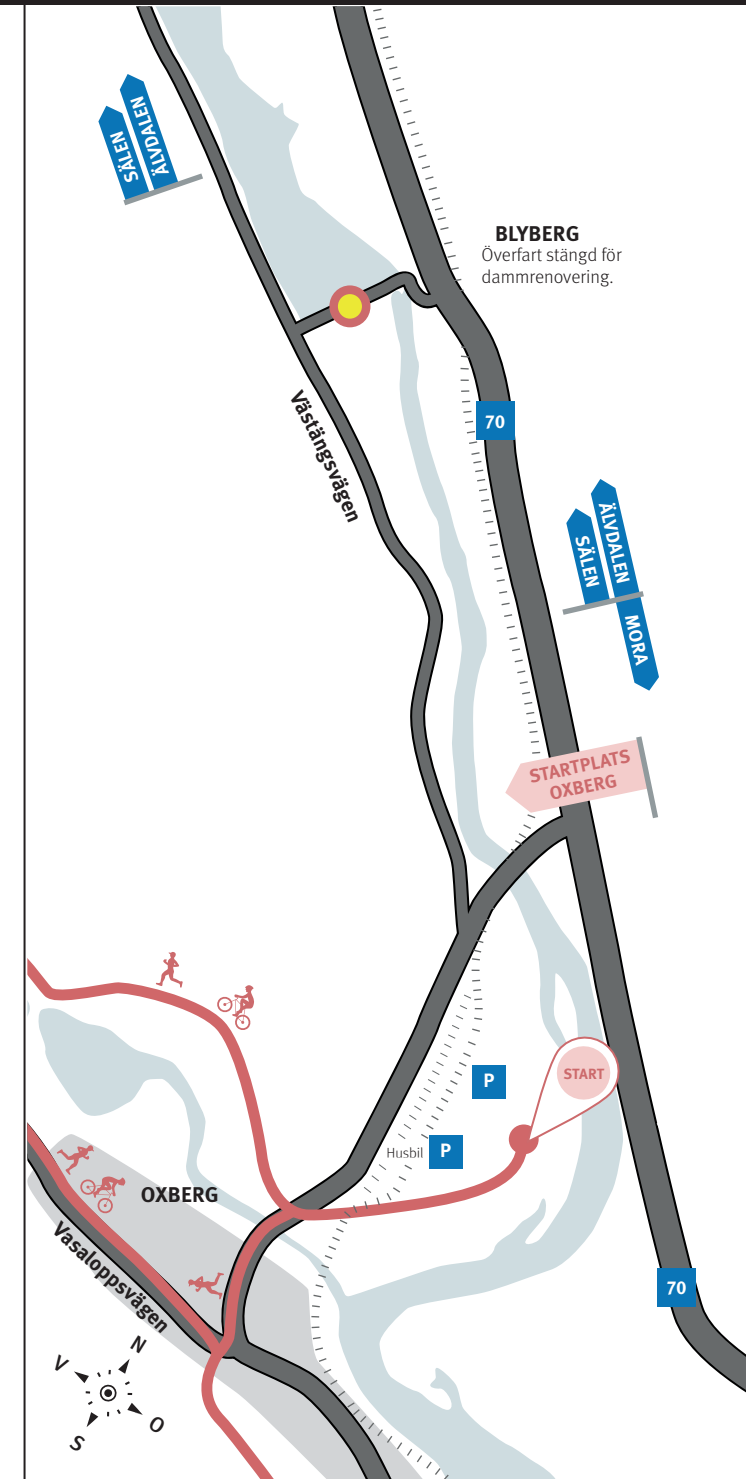 SÄLEN
ÄLVDALEN
BLYBERG
Överfart stängd för
dammrenovering.
Västängsvägen
70
SÄLEN
ÄLVDALEN
MORA
STARTPLATS
OXBERG
START
P
Husbil
P
OXBERG
Vasaloppsvägen
70
N
V
O
S